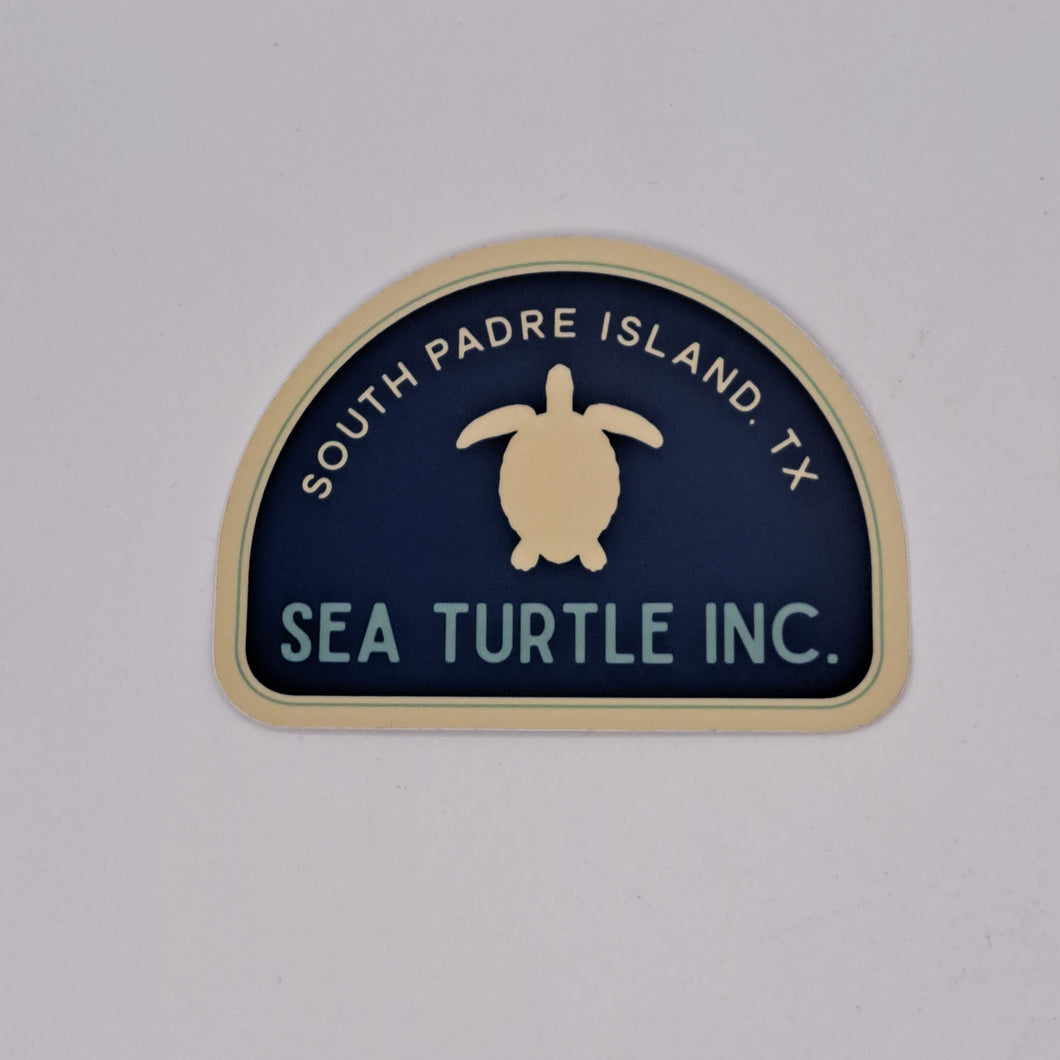 SOUTH PADRE ISLAND, TX
SEA TURTLE INC.